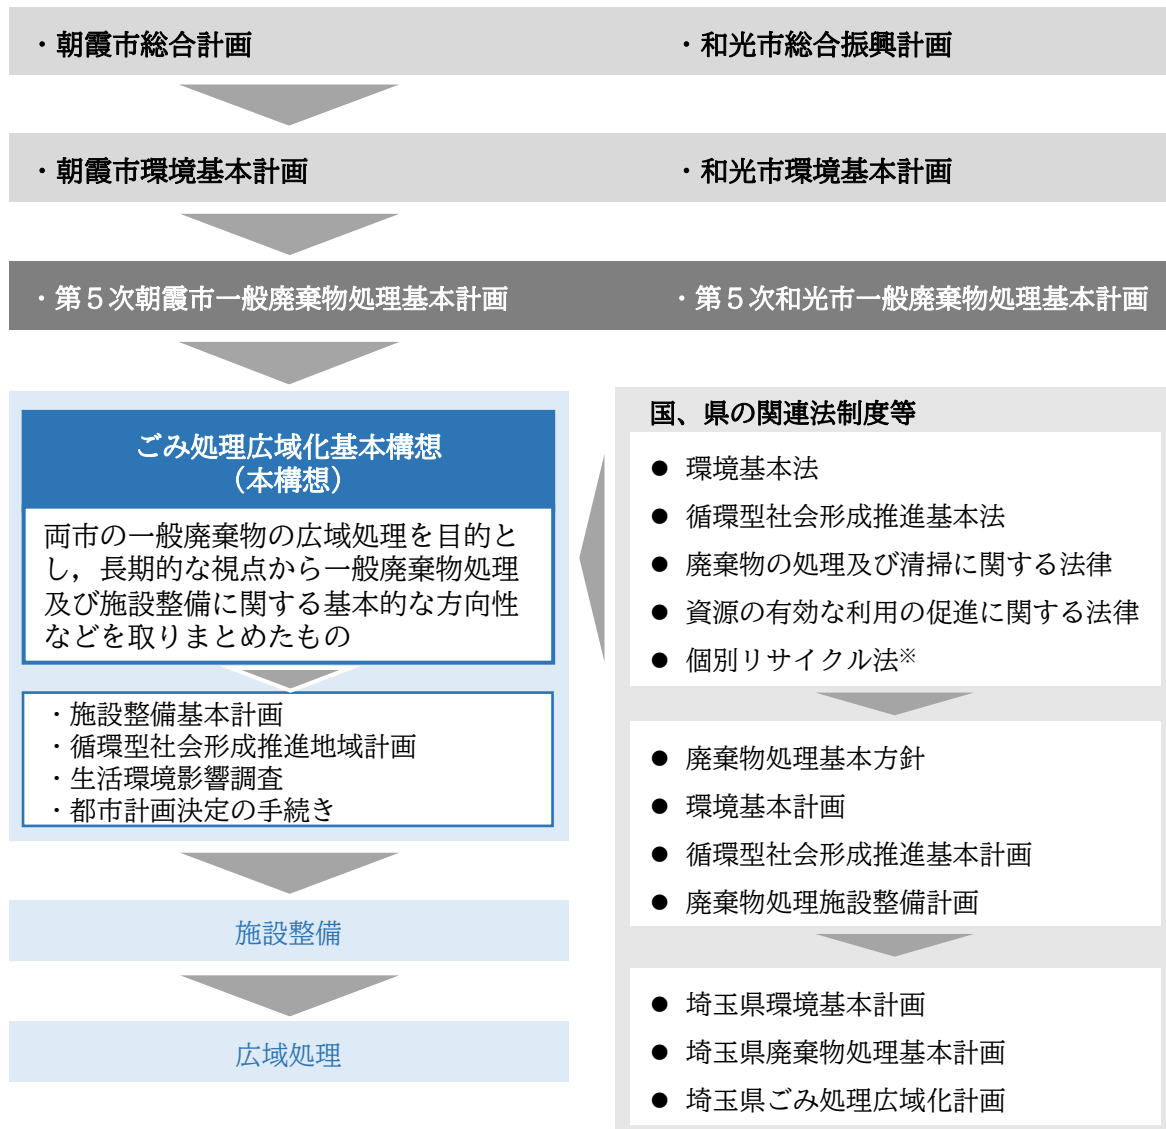 ・朝霞市総合計画
・和光市総合振興計画
・朝霞市環境基本計画
・和光市環境基本計画
・第５次朝霞市一般廃棄物処理基本計画
・第５次和光市一般廃棄物処理基本計画
ごみ処理広域化基本構想
（本構想）
両市の一般廃棄物の広域処理を目的と
し，長期的な視点から一般廃棄物処理
及び施設整備に関する基本的な方向性
などを取りまとめたもの
・施設整備基本計画
・循環型社会形成推進地域計画
・生活環境影響調査
・都市計画決定の手続き
施設整備
広域処理
国、県の関連法制度等
● 環境基本法
● 循環型社会形成推進基本法
● 廃棄物の処理及び清掃に関する法律
● 資源の有効な利用の促進に関する法律
● 個別リサイクル法※
● 廃棄物処理基本方針
● 環境基本計画
● 循環型社会形成推進基本計画
● 廃棄物処理施設整備計画
● 埼玉県環境基本計画
● 埼玉県廃棄物処理基本計画
● 埼玉県ごみ処理広域化計画